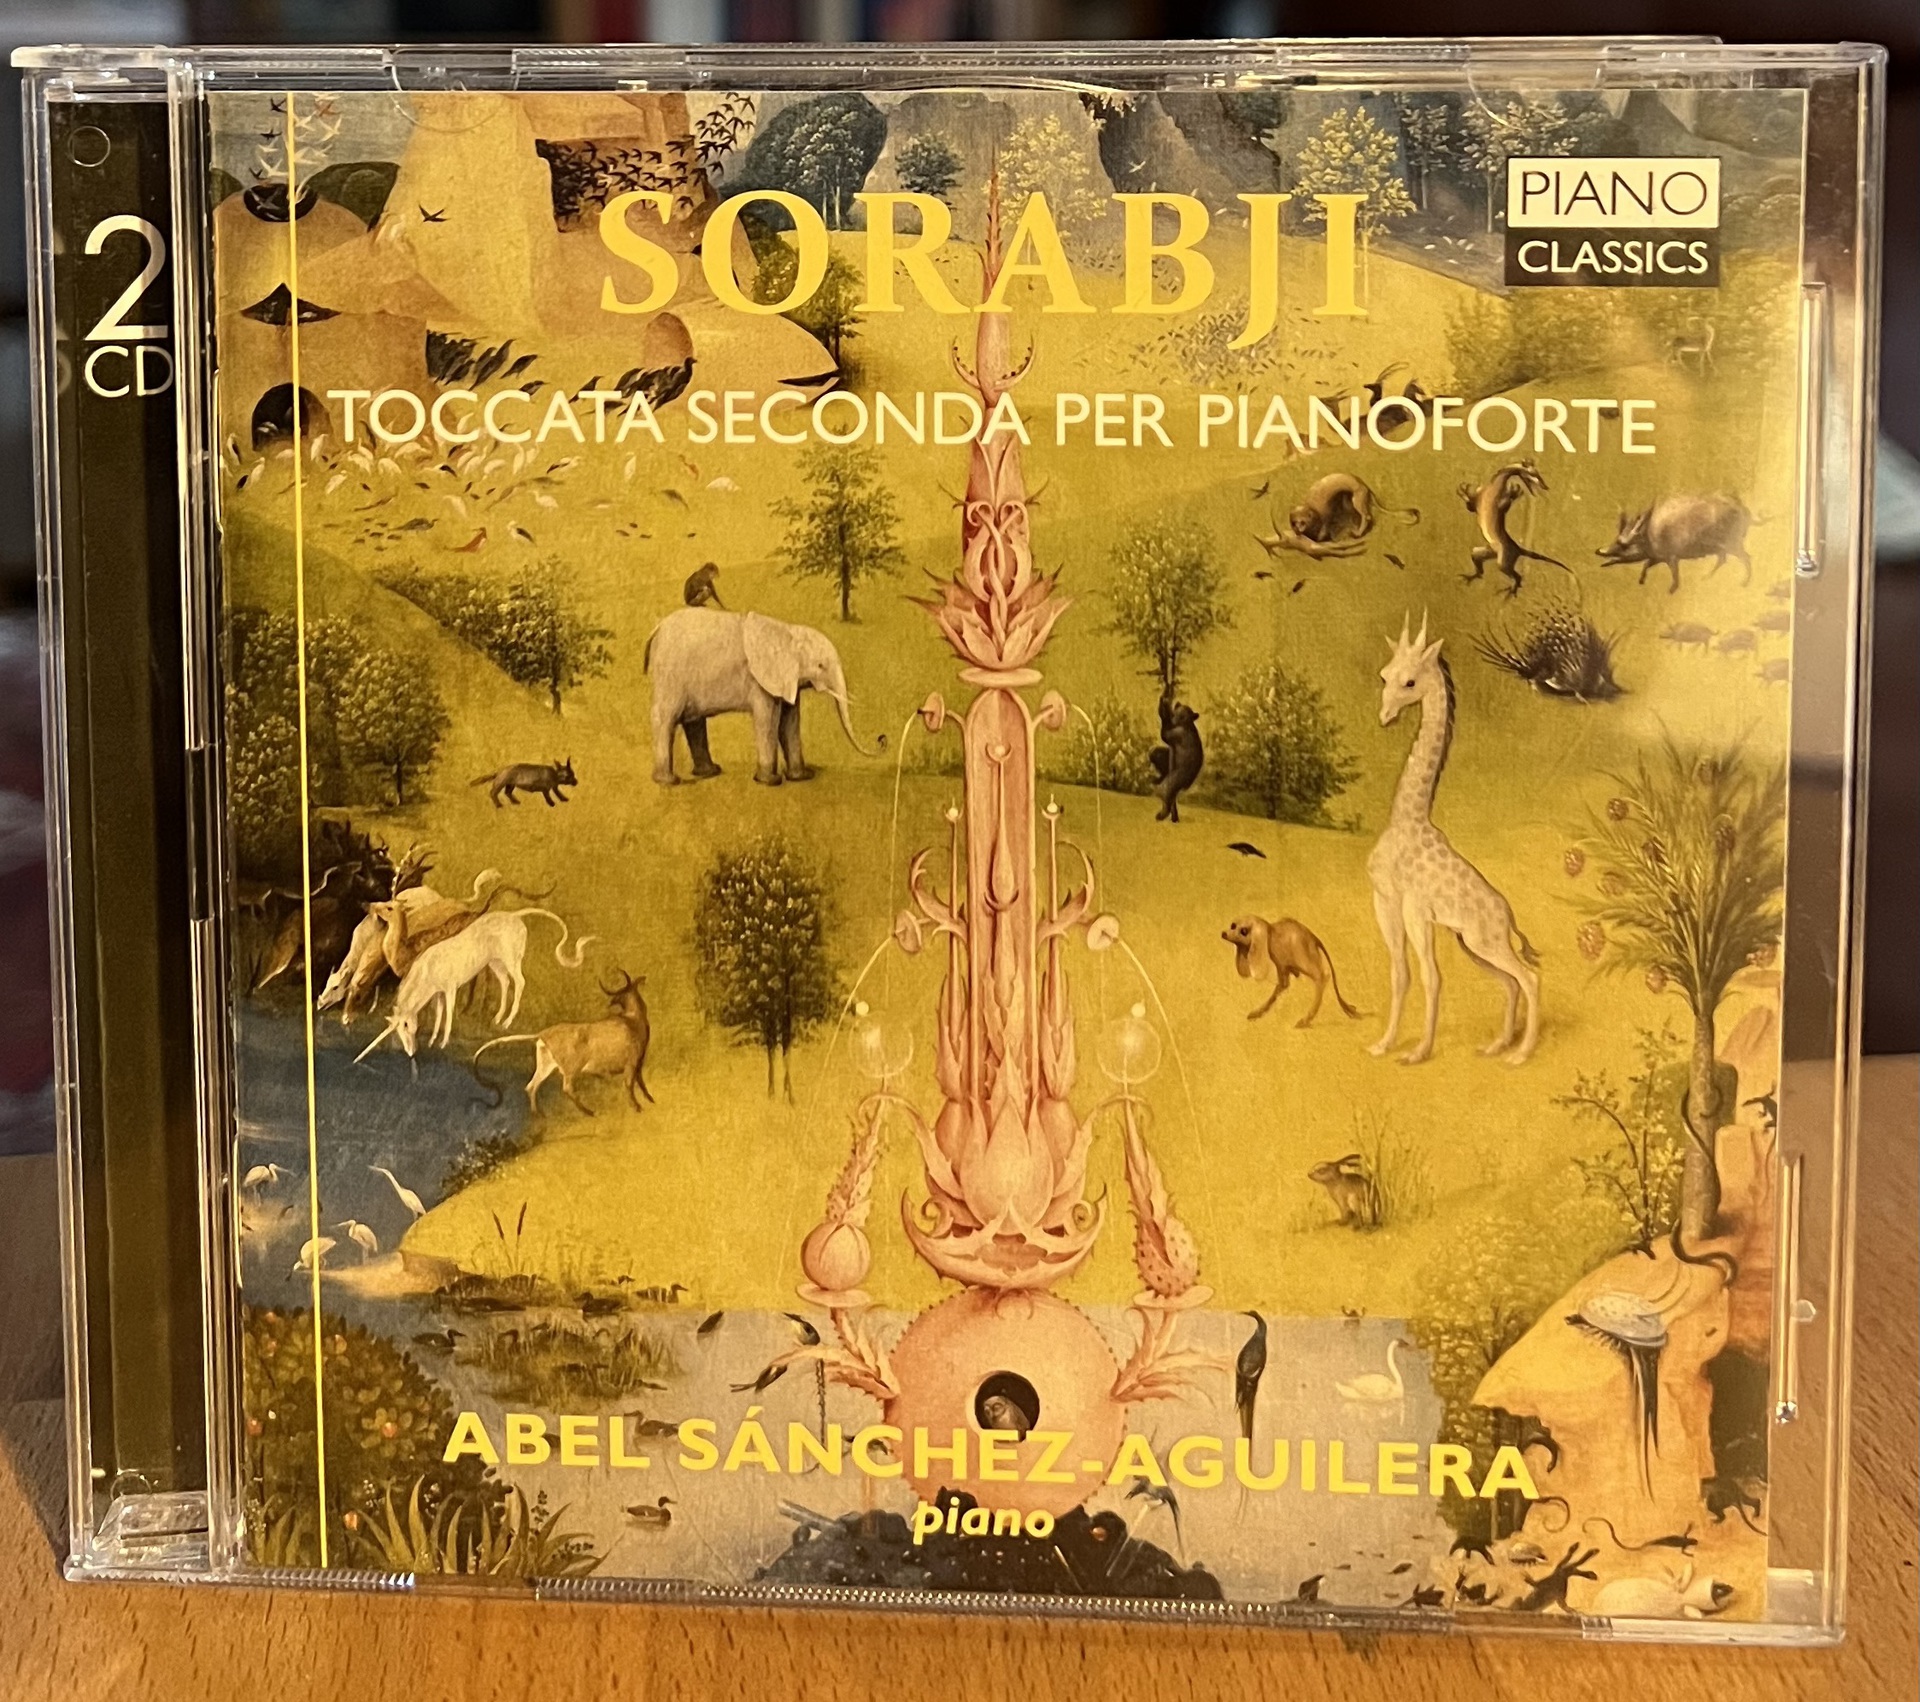 2
CD
PIANO
CLASSICS
SORABJI
TOCCATA SECONDA PER PIANOFORTE
ABEL SÁNCHEZ-AGUILERA
piano